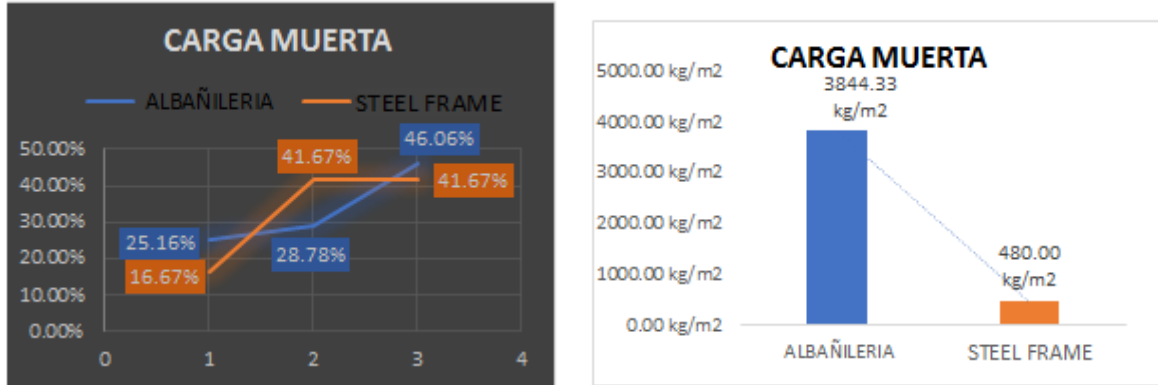 CARGA MUERTA
ALBAÑILERIA
STEEL FRAME
50.00%
40.00%
30.00%
20.00%
10.00%
0.00%
46.06%
41.67%
41.67%
25.16%
28.78%
16.67%
0 1 2 3 4
CARGA MUERTA
5000.00 kg/m2
4000.00 kg/m2
3000.00 kg/m2
2000.00 kg/m2
1000.00 kg/m2
0.00 kg/m2
3844.33
kg/m2
480.00
kg/m2
ALBAÑILERIA
STEEL FRAME